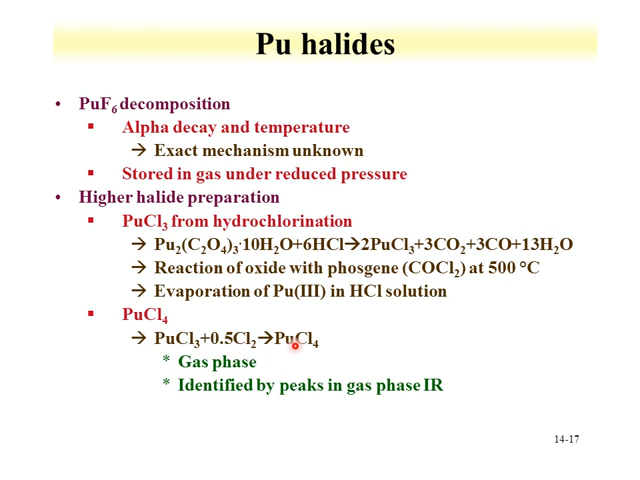 Pu halides
• PuF₆ decomposition
▪ Alpha decay and temperature
→ Exact mechanism unknown
▪ Stored in gas under reduced pressure
• Higher halide preparation
▪ PuCl₃ from hydrochlorination
→ Pu₂(C₂O₄)₃·10H₂O+6HCl→2PuCl₃+3CO₂+3CO+13H₂O
→ Reaction of oxide with phosgene (COCl₂) at 500 °C
→ Evaporation of Pu(III) in HCl solution
▪ PuCl₄
→ PuCl₃+0.5Cl₂→PuCl₄
* Gas phase
* Identified by peaks in gas phase IR
14-17